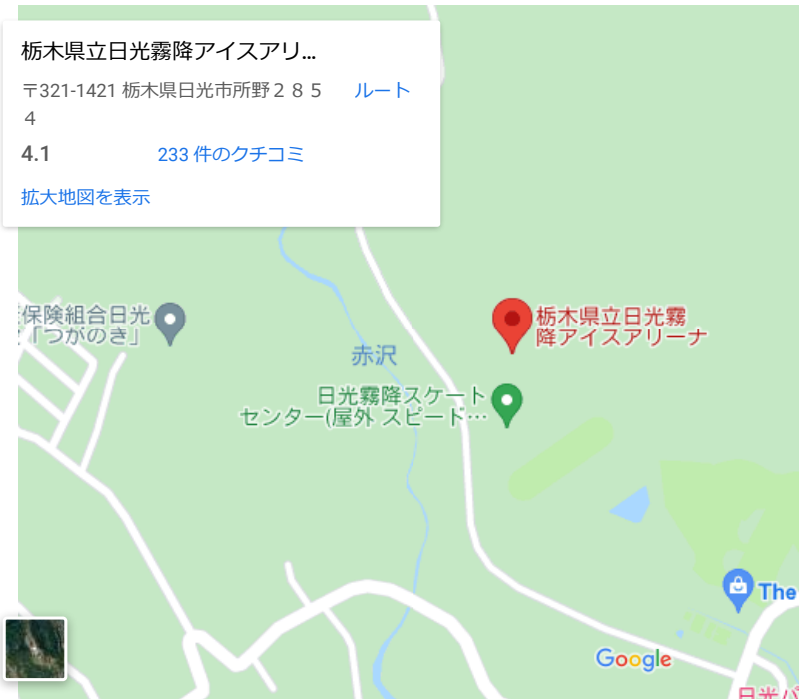 栃木県立日光霧降アイスアリ...
〒321-1421 栃木県日光市所野２８５
４
ルート
4.1
233 件のクチコミ
拡大地図を表示
保険組合日光
「つがのき」
栃木県立日光霧
降アイスアリーナ
赤沢
日光霧降スケート
センター(屋外 スピード…
The
Google
日光